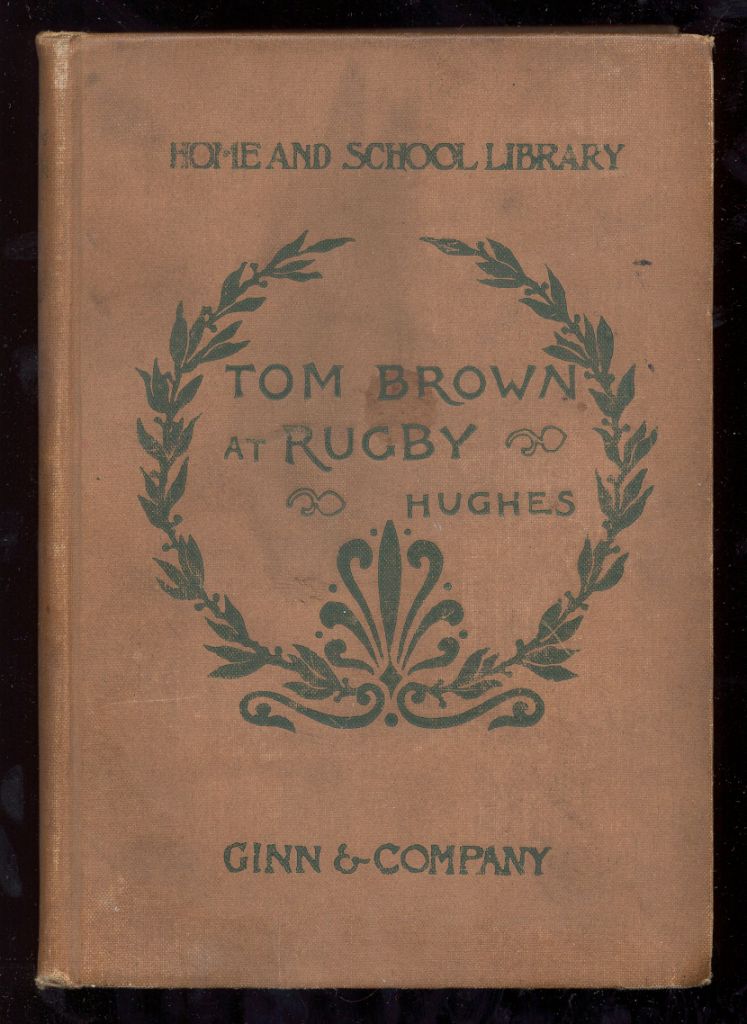 HOME AND SCHOOL LIBRARY
TOM BROWN
AT RUGBY
HUGHES
GINN & COMPANY